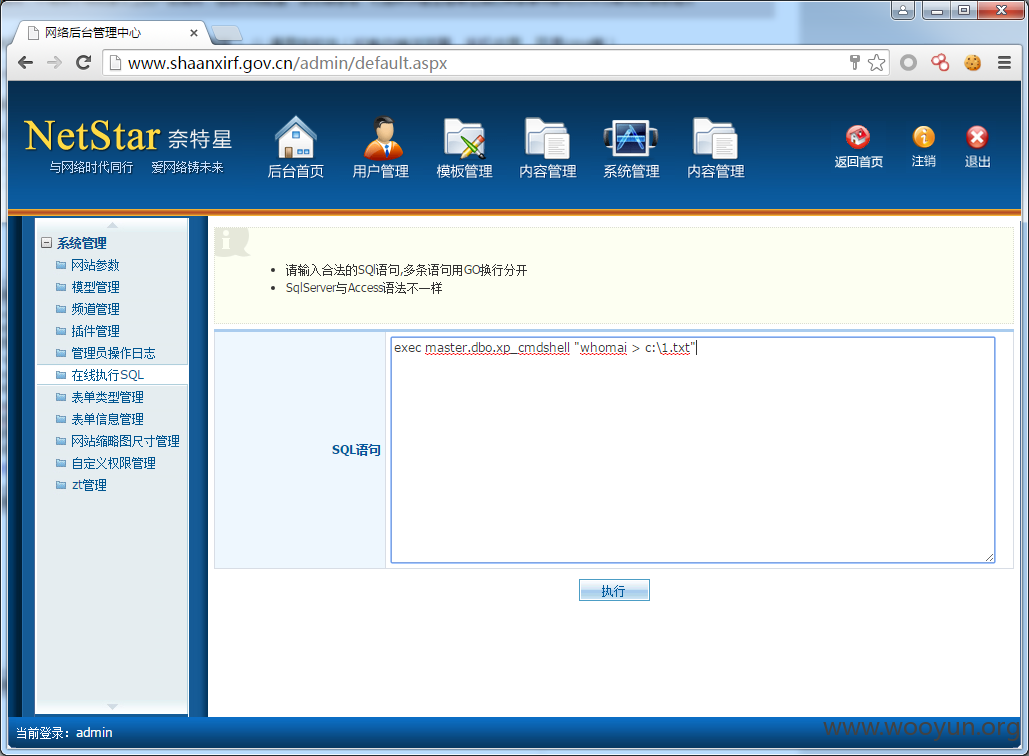 网络后台管理中心
www.shaanxirf.gov.cn/admin/default.aspx
NetStar 奈特星
与网络时代同行 爱网络铸未来
后台首页 用户管理 模板管理 内容管理 系统管理 内容管理 返回首页 注销 退出
系统管理
网站参数
模型管理
频道管理
插件管理
管理员操作日志
在线执行SQL
表单类型管理
表单信息管理
网站缩略图尺寸管理
自定义权限管理
zt管理
请输入合法的SQl语句,多条语句用GO换行分开
SqlServer与Access语法不一样
SQL语句
exec master.dbo.xp_cmdshell "whomai > c:\1.txt"
执行
当前登录：admin
www.wooyun.org